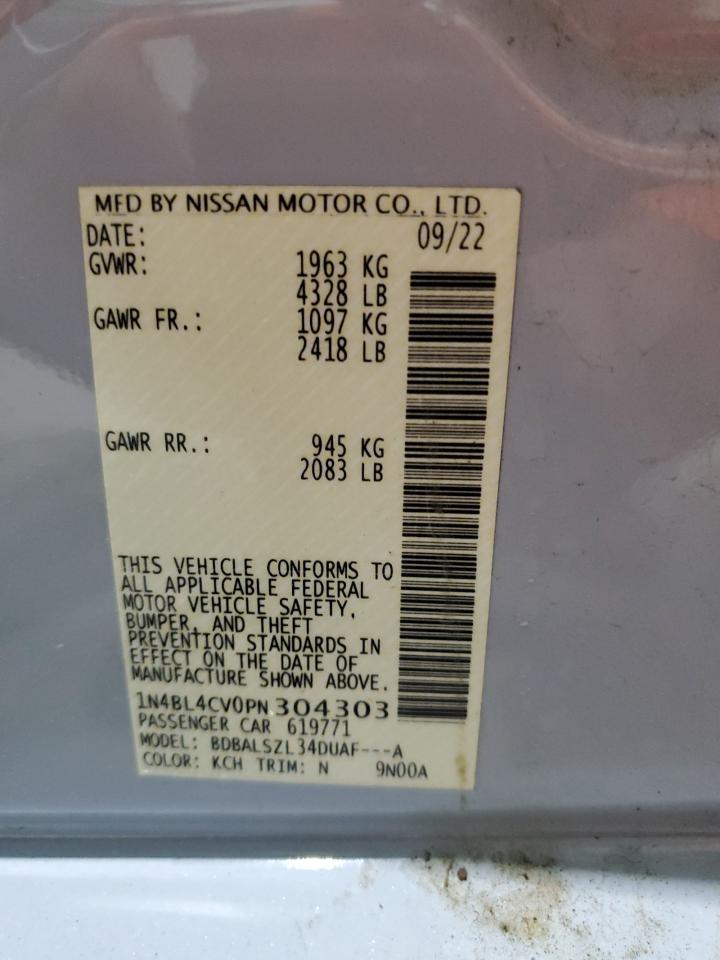 MFD BY NISSAN MOTOR CO., LTD.
DATE: 09/22
GVWR: 1963 KG
4328 LB
GAWR FR.: 1097 KG
2418 LB
GAWR RR.: 945 KG
2083 LB
THIS VEHICLE CONFORMS TO
ALL APPLICABLE FEDERAL
MOTOR VEHICLE SAFETY,
BUMPER, AND THEFT
PREVENTION STANDARDS IN
EFFECT ON THE DATE OF
MANUFACTURE SHOWN ABOVE.
1N4BL4CV0PN304303
PASSENGER CAR 619771
MODEL: BDBALSZL34DUAF---A
COLOR: KCH TRIM: N 9N00A